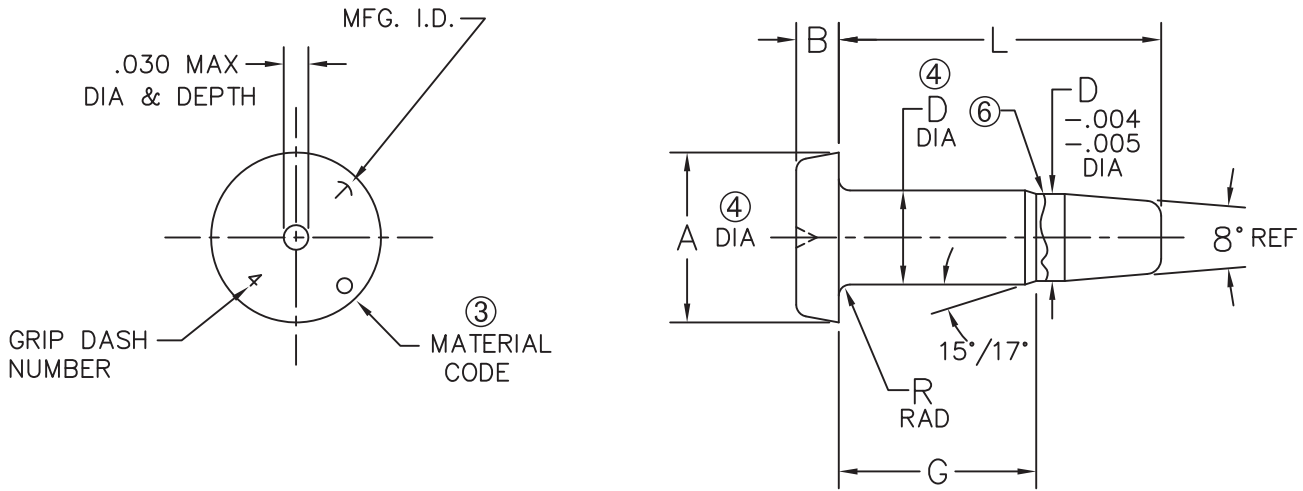 MFG. I.D.
.030 MAX
DIA & DEPTH
4
GRIP DASH
NUMBER
③
MATERIAL
CODE
B
L
④
D
DIA
⑥
D
-.004
-.005
DIA
A
④
DIA
8° REF
15°/17°
R
RAD
G